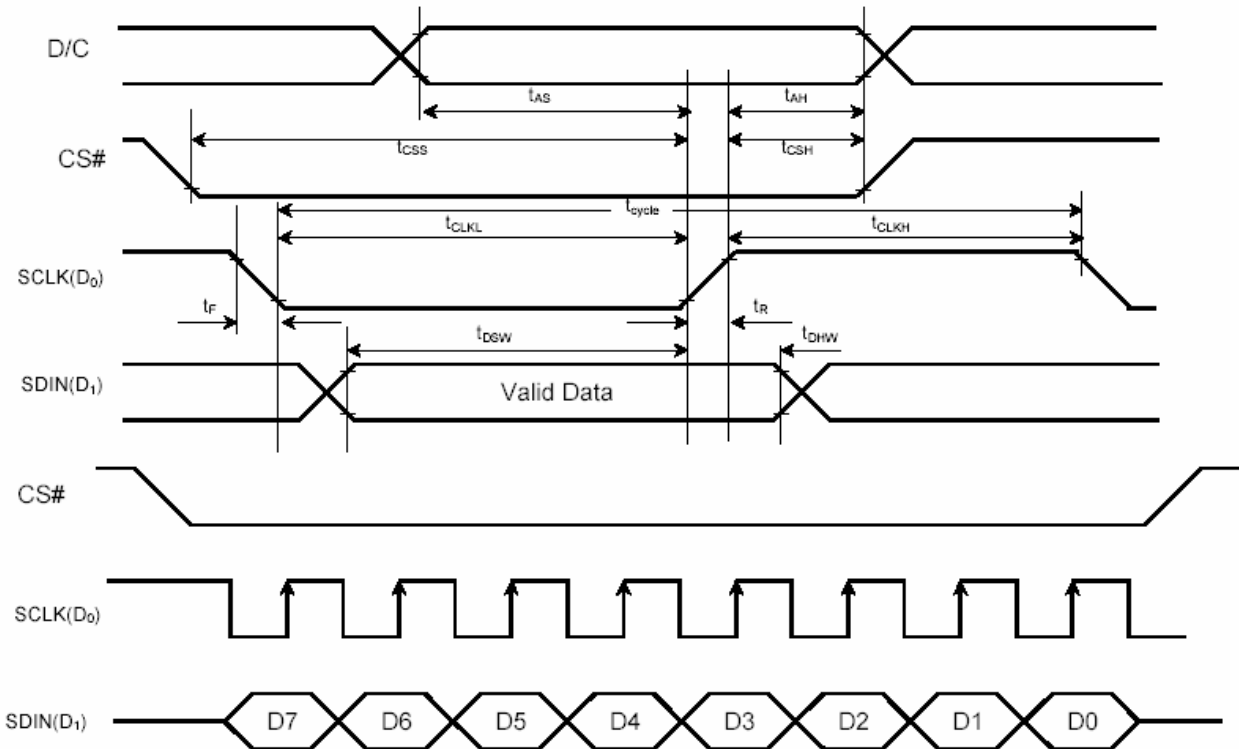 D/C
tAS
tAH
CS#
tCSS
tCSH
tcycle
tCLKL
tCLKH
SCLK(D0)
tF
tR
tDSW
tDHW
SDIN(D1)
Valid Data
CS#
SCLK(D0)
SDIN(D1)
D7 D6 D5 D4 D3 D2 D1 D0